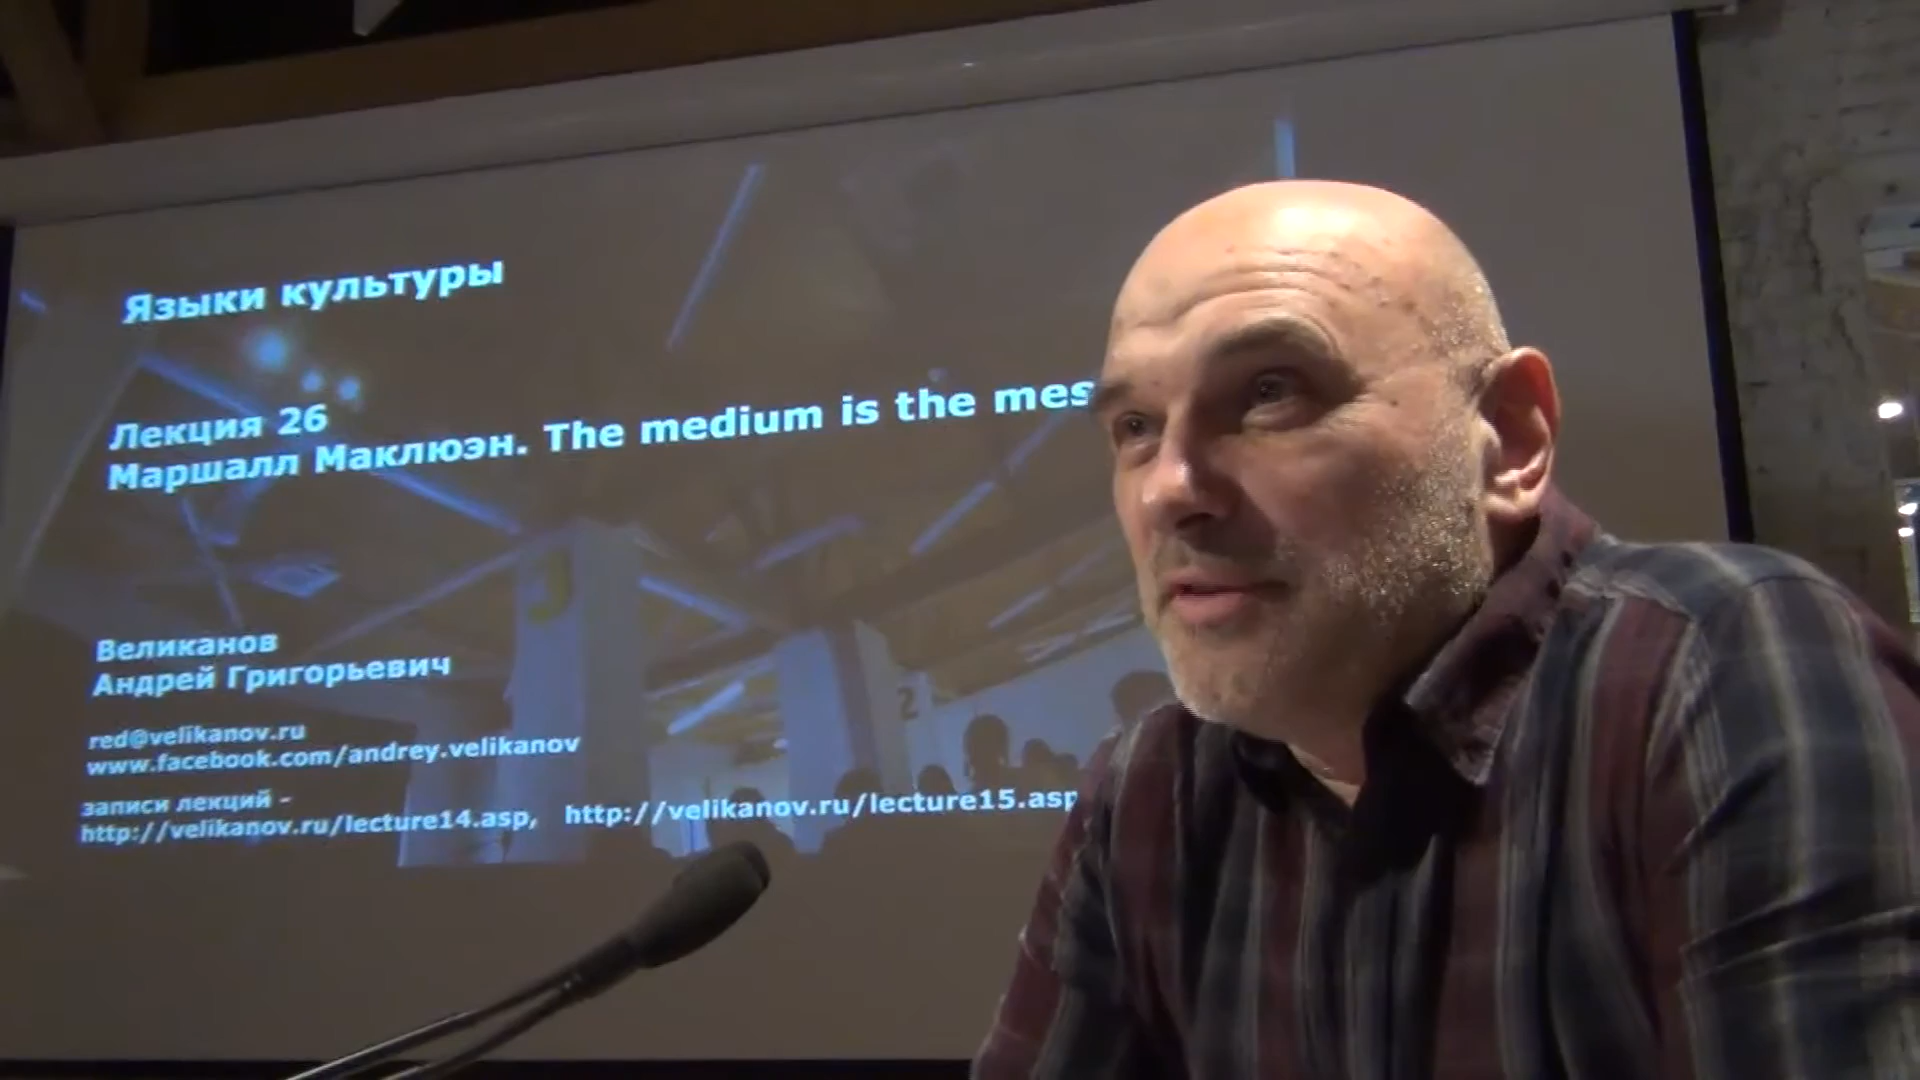 Языки культуры
Лекция 26
Маршалл Маклюэн. The medium is the mes
Великанов
Андрей Григорьевич
red@velikanov.ru
www.facebook.com/andrey.velikanov
записи лекций -
http://velikanov.ru/lecture14.asp, http://velikanov.ru/lecture15.asp
2